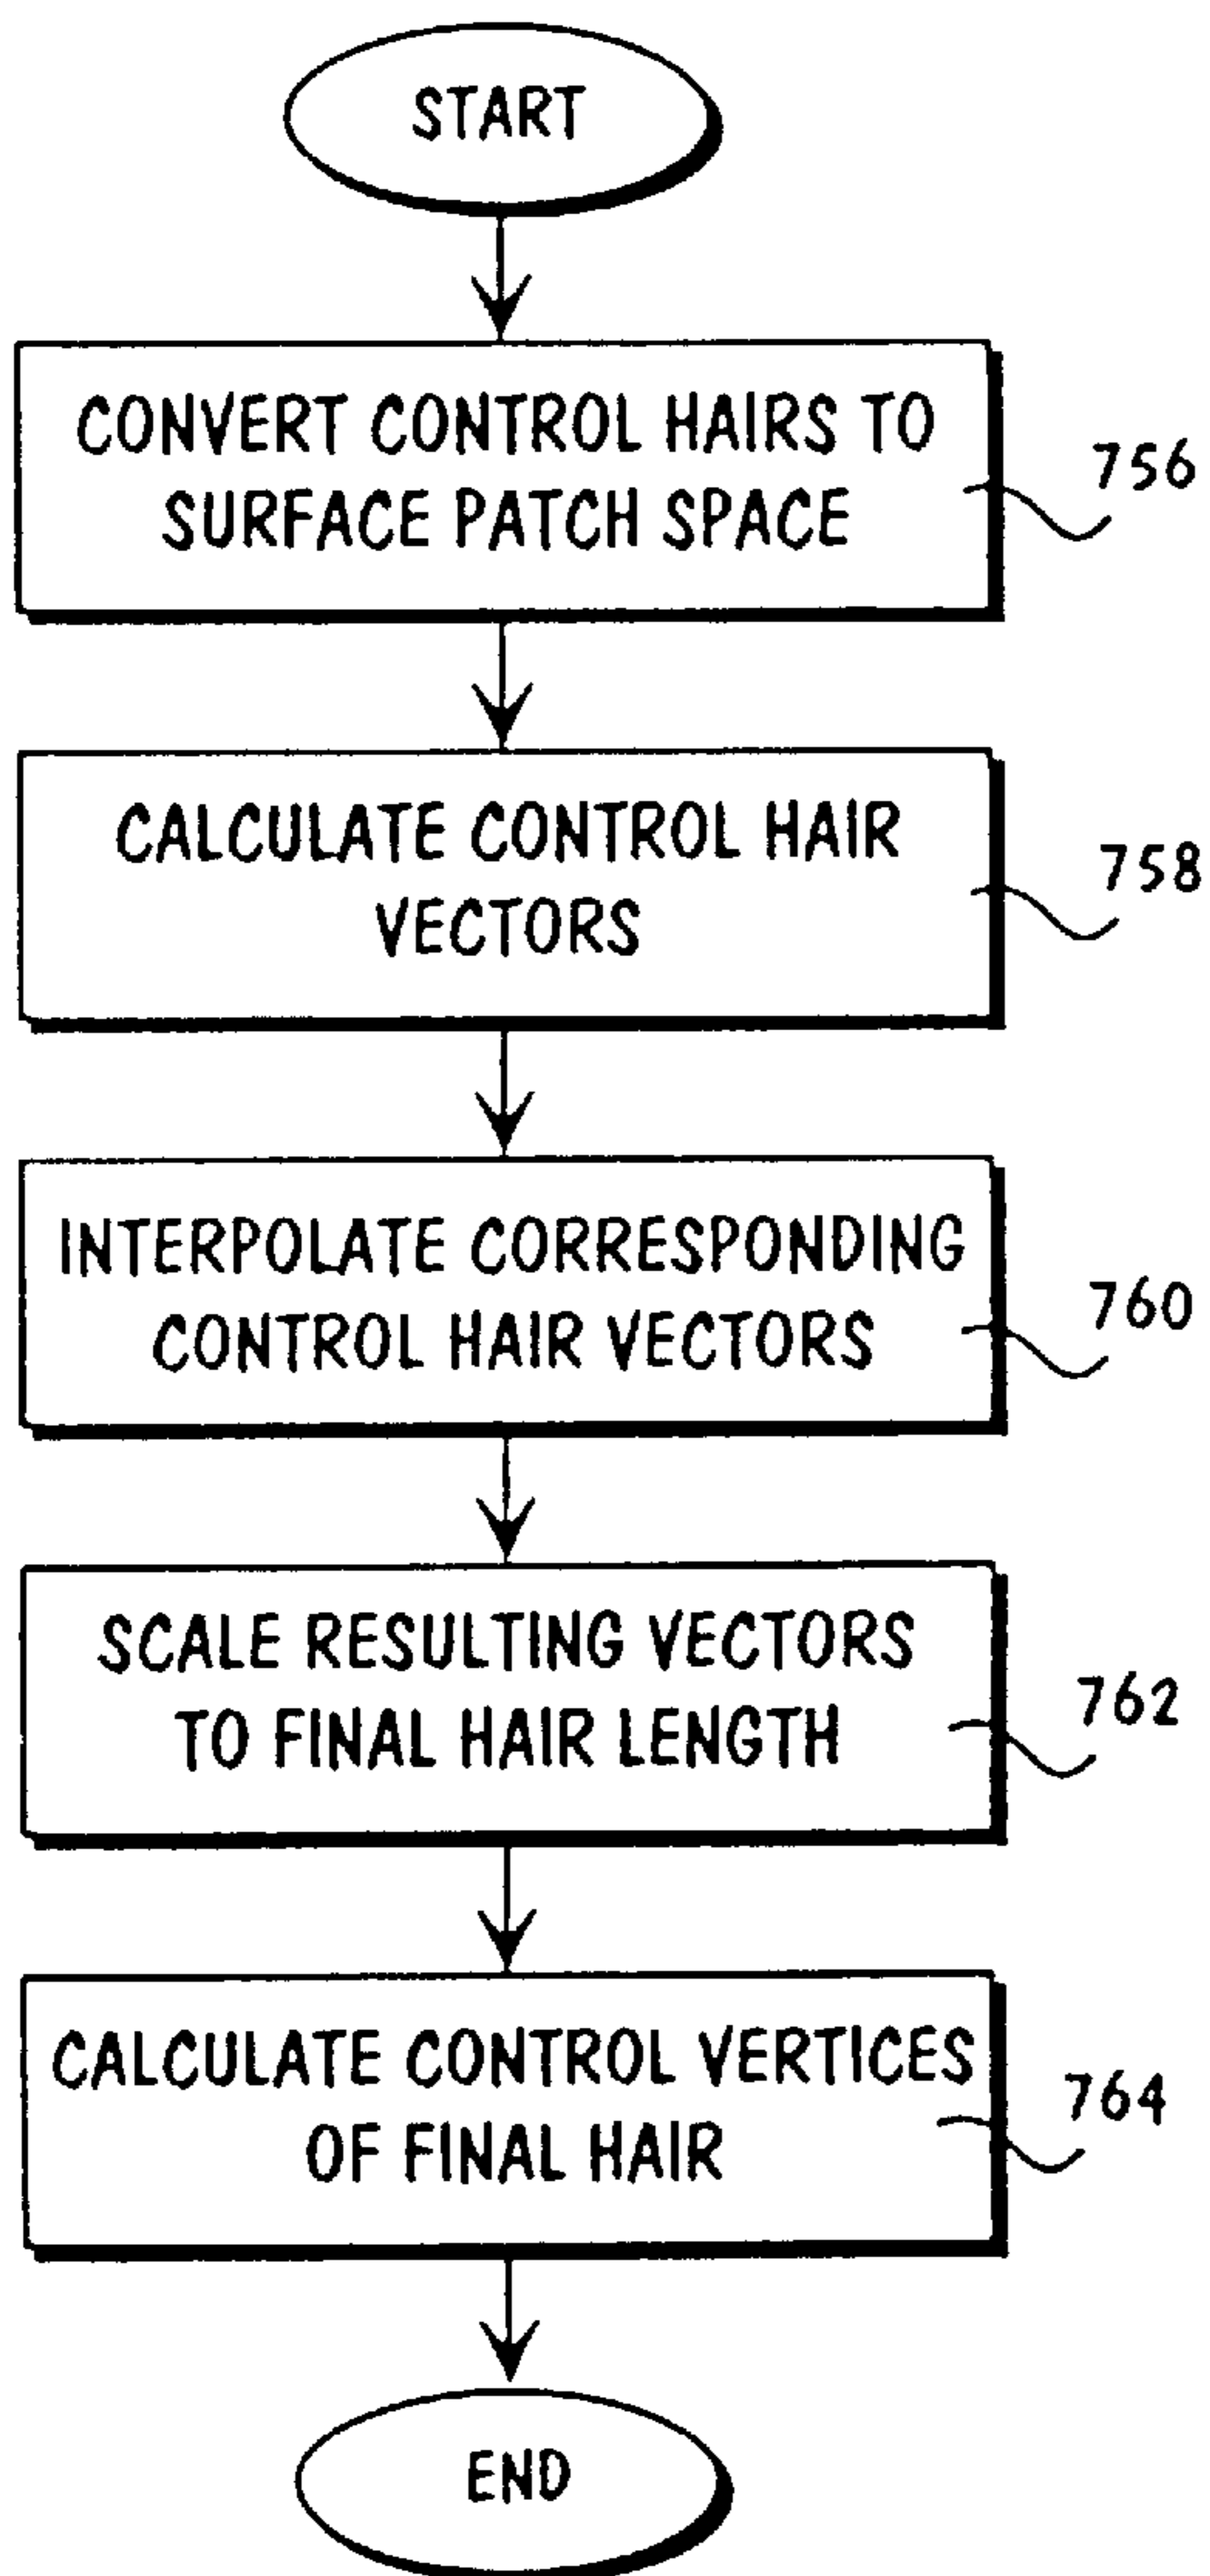 START
CONVERT CONTROL HAIRS TO
SURFACE PATCH SPACE
756
CALCULATE CONTROL HAIR
VECTORS
758
INTERPOLATE CORRESPONDING
CONTROL HAIR VECTORS
760
SCALE RESULTING VECTORS
TO FINAL HAIR LENGTH
762
CALCULATE CONTROL VERTICES
OF FINAL HAIR
764
END